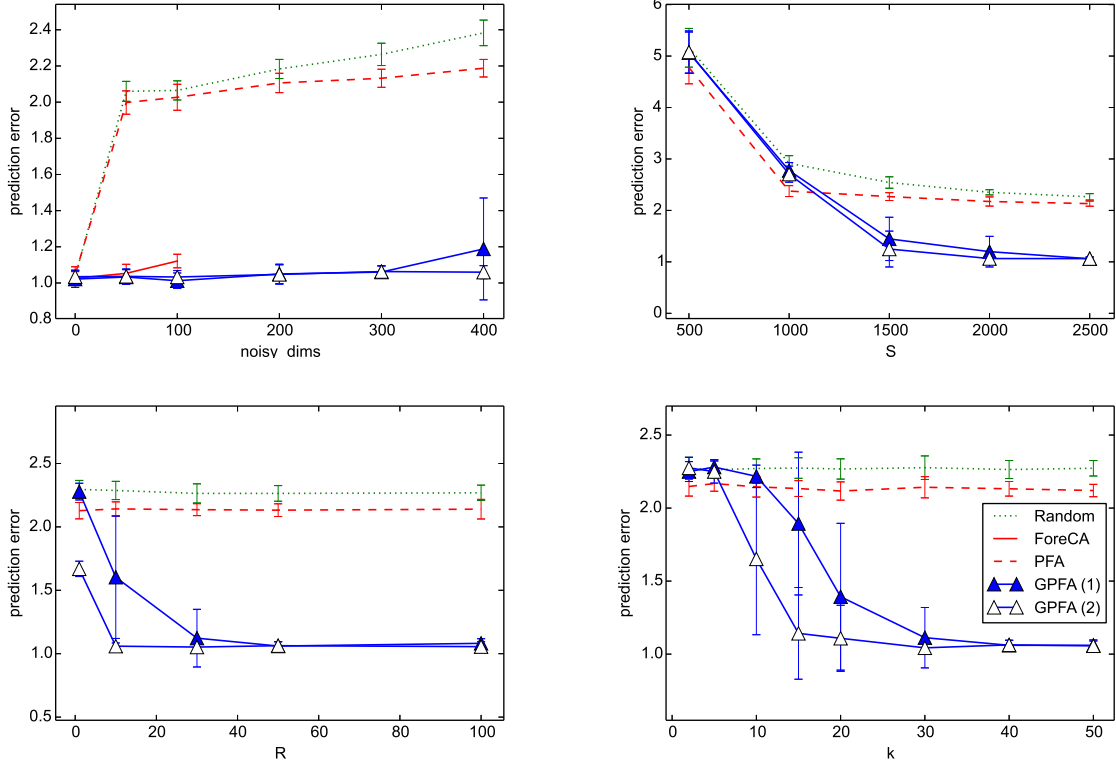 2.4
2.2
2.0
1.8
1.6
1.4
1.2
1.0
0.8
prediction error
0 100 200 300 400
noisy_dims
6
5
4
3
2
1
0
prediction error
500 1000 1500 2000 2500
S
2.5
2.0
1.5
1.0
0.5
prediction error
0 20 40 60 80 100
R
2.5
2.0
1.5
1.0
prediction error
0 10 20 30 40 50
k
Random
ForeCA
PFA
GPFA (1)
GPFA (2)